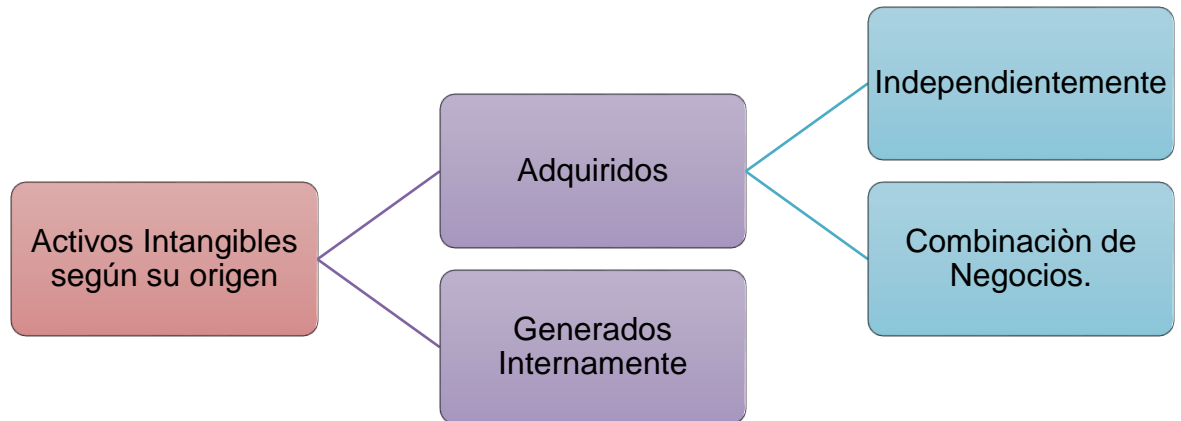 Activos Intangibles
según su origen
Adquiridos
Generados
Internamente
Independientemente
Combinaciòn de
Negocios.